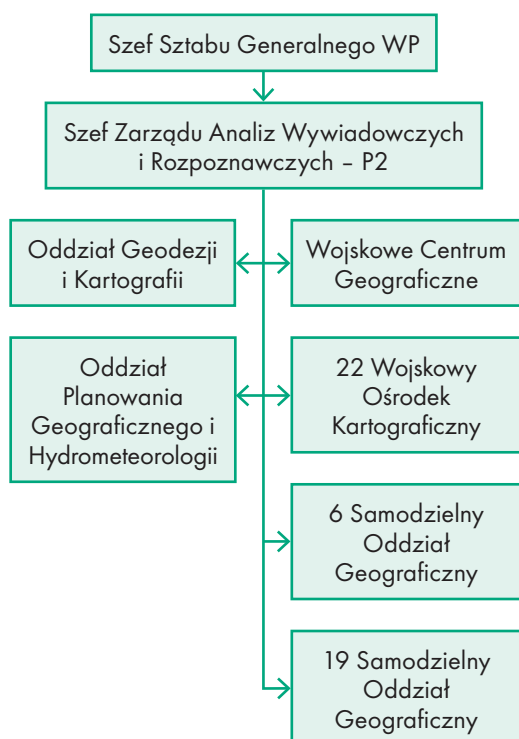 Szef Sztabu Generalnego WP
Szef Zarządu Analiz Wywiadowczych
i Rozpoznawczych – P2
Oddział Geodezji
i Kartografii
Wojskowe Centrum
Geograficzne
Oddział
Planowania
Geograficznego i
Hydrometeorologii
22 Wojskowy
Ośrodek
Kartograficzny
6 Samodzielny
Oddział
Geograficzny
19 Samodzielny
Oddział
Geograficzny